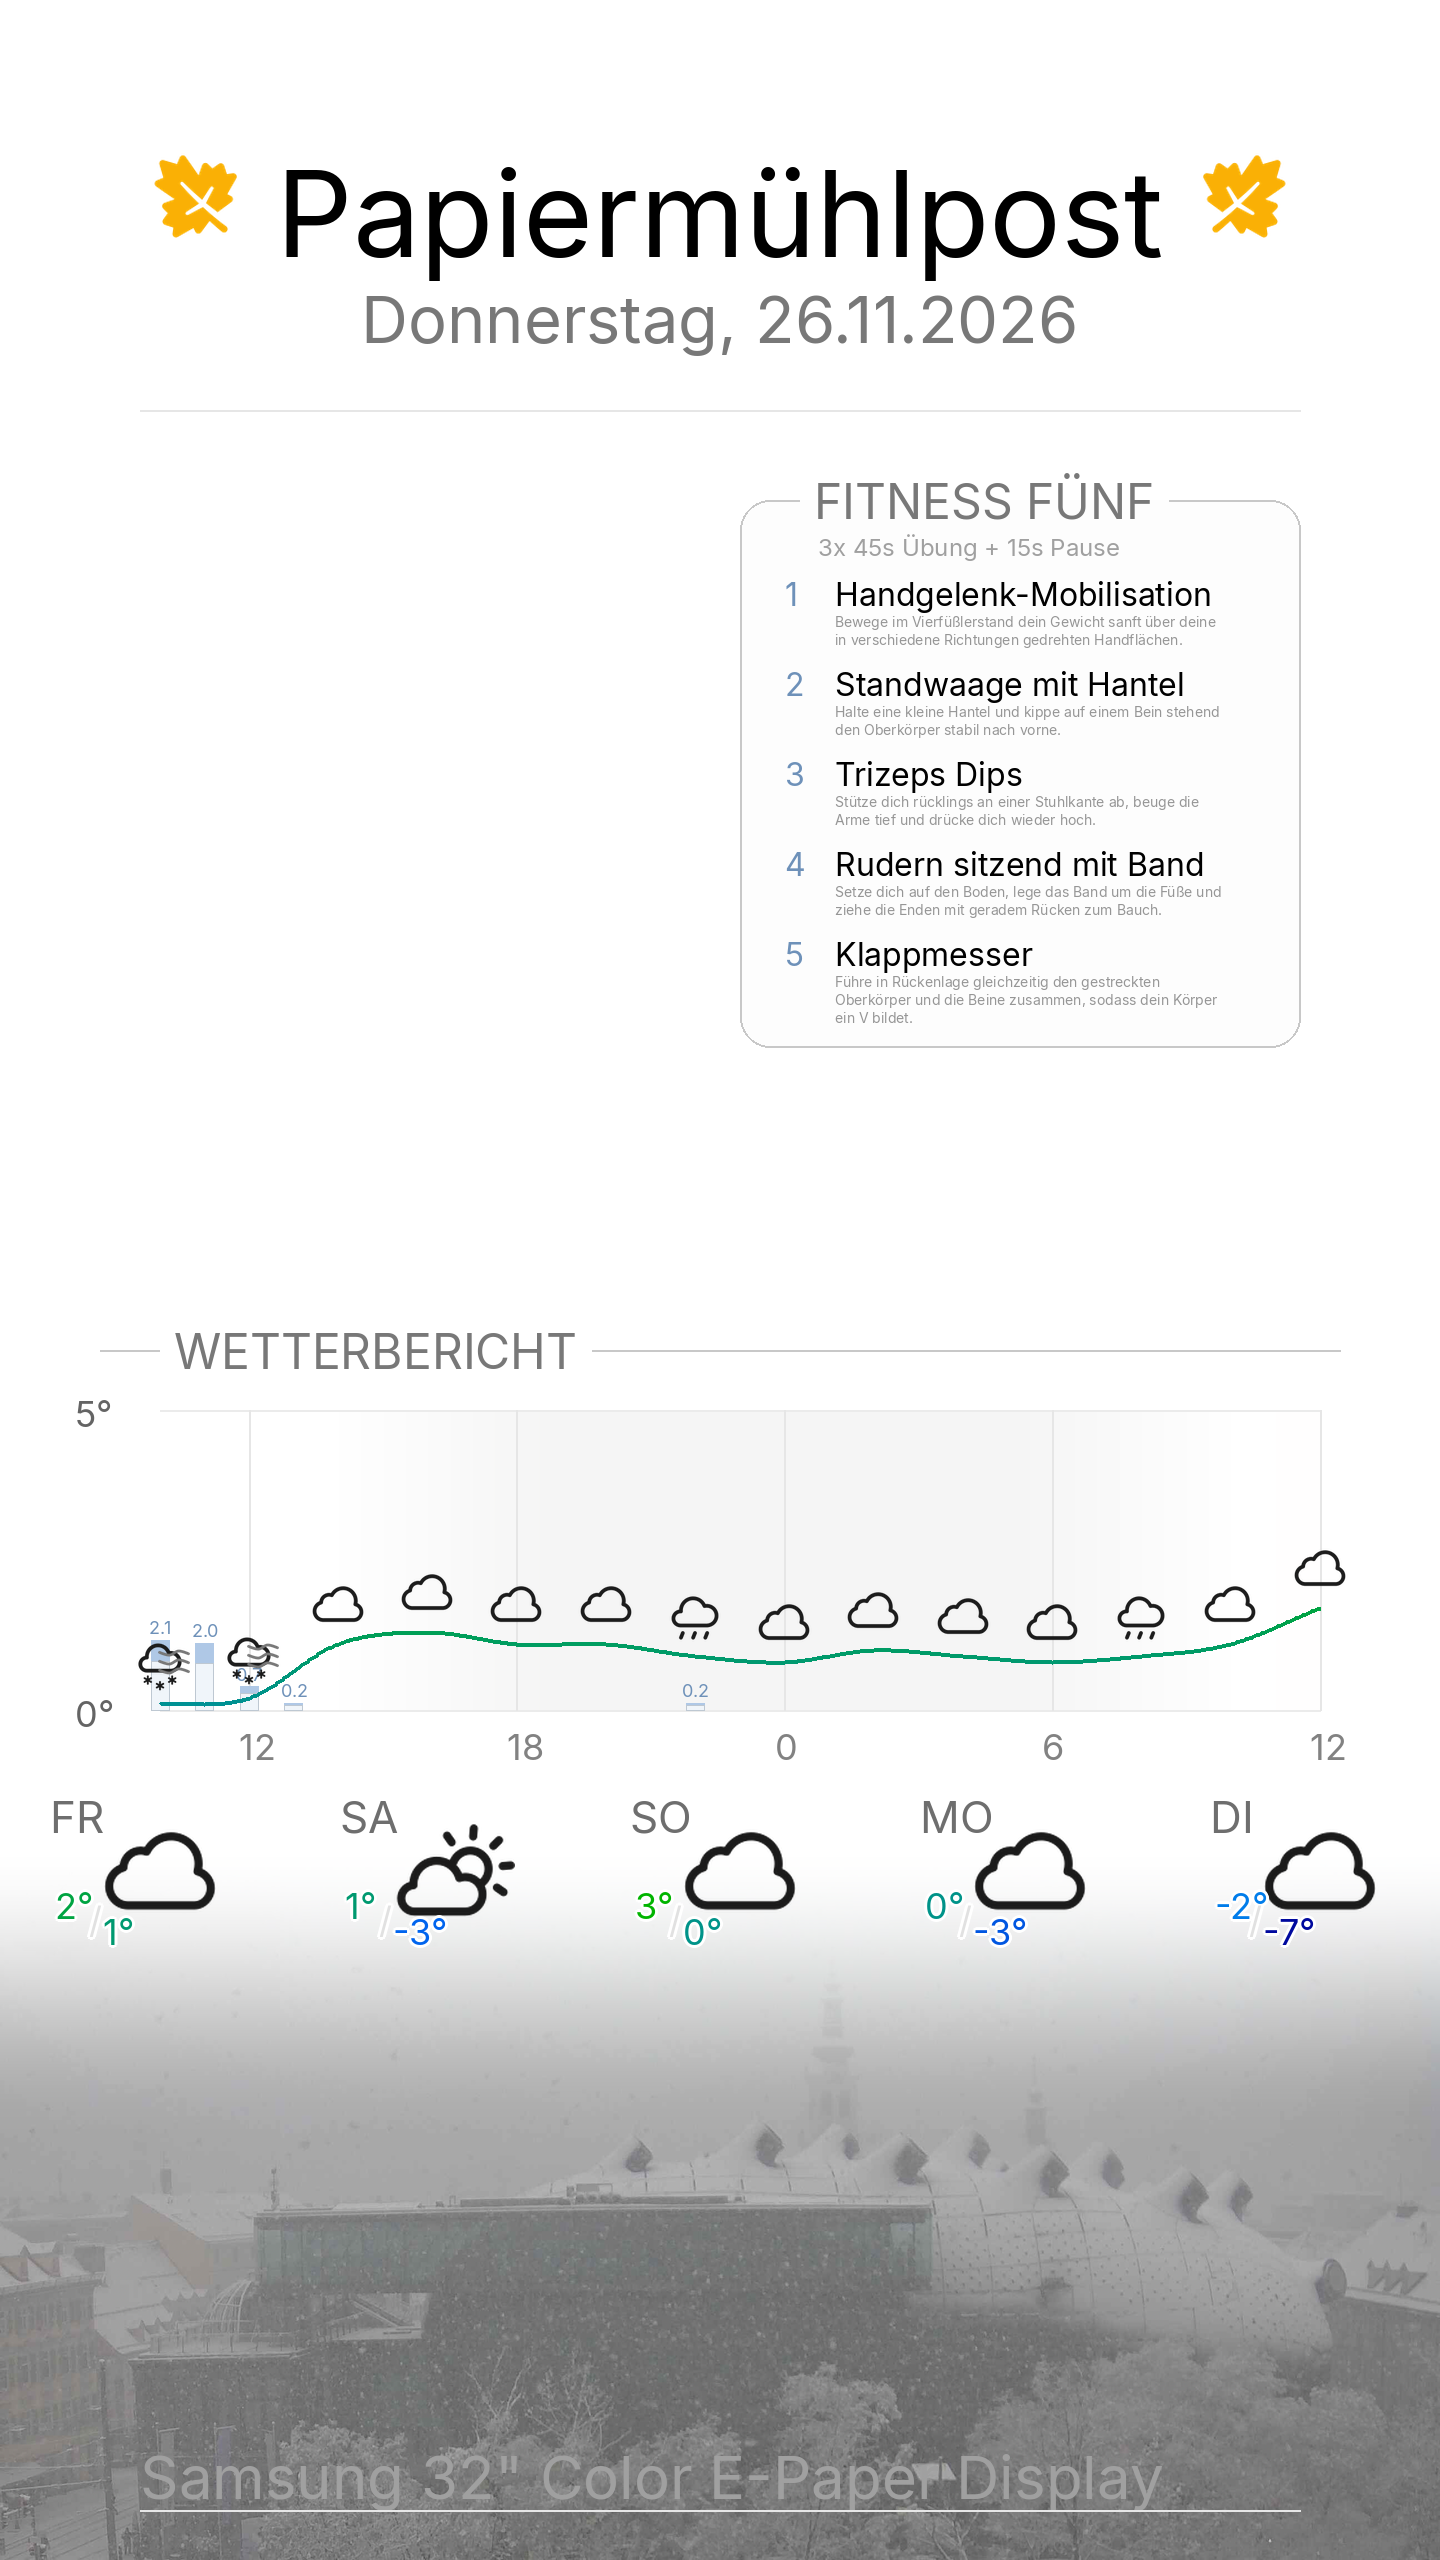 Papiermühlpost
Donnerstag, 26.11.2026
FITNESS FÜNF
3x 45s Übung + 15s Pause
1 Handgelenk-Mobilisation
Bewege im Vierfüßlerstand dein Gewicht sanft über deine
in verschiedene Richtungen gedrehten Handflächen.
2 Standwaage mit Hantel
Halte eine kleine Hantel und kippe auf einem Bein stehend
den Oberkörper stabil nach vorne.
3 Trizeps Dips
Stütze dich rücklings an einer Stuhlkante ab, beuge die
Arme tief und drücke dich wieder hoch.
4 Rudern sitzend mit Band
Setze dich auf den Boden, lege das Band um die Füße und
ziehe die Enden mit geradem Rücken zum Bauch.
5 Klappmesser
Führe in Rückenlage gleichzeitig den gestreckten
Oberkörper und die Beine zusammen, sodass dein Körper
ein V bildet.
WETTERBERICHT
5°
2.1 2.0
0.2 0.2
0°
12 18 0 6 12
FR SA SO MO DI
2°/1° 1°/-3° 3°/0° 0°/-3° -2°/-7°
Samsung 32" Color E-Paper Display